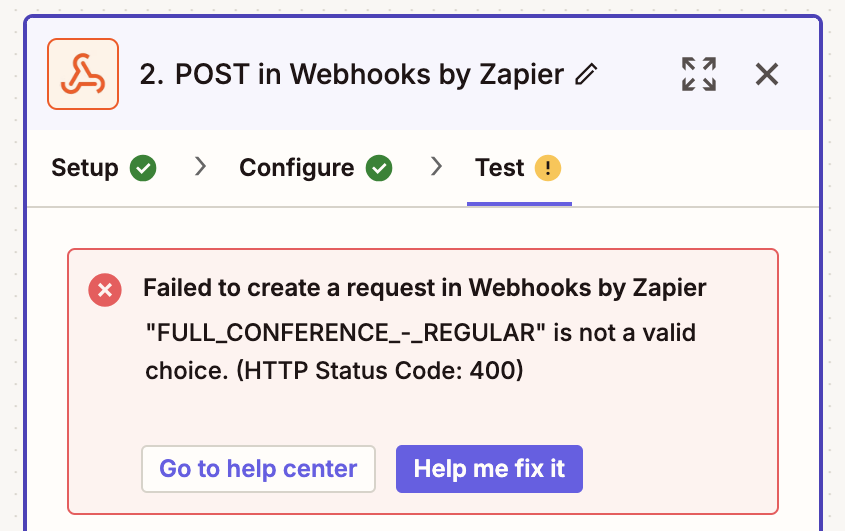 2. POST in Webhooks by Zapier
Setup
Configure
Test !
Failed to create a request in Webhooks by Zapier
"FULL_CONFERENCE_-_REGULAR" is not a valid
choice. (HTTP Status Code: 400)
Go to help center
Help me fix it